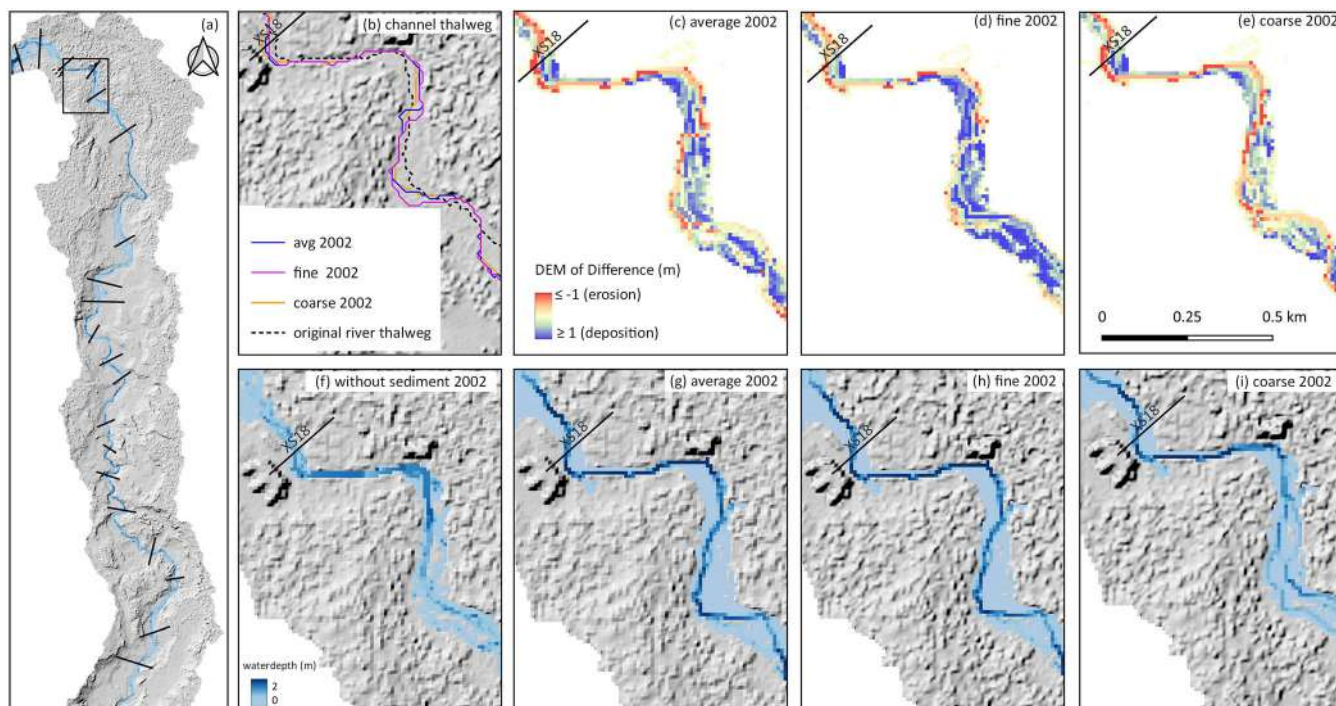 (a)
(b) channel thalweg
XS18
avg 2002
fine 2002
coarse 2002
original river thalweg
(c) average 2002
XS18
DEM of Difference (m)
≤ -1 (erosion)
≥ 1 (deposition)
(d) fine 2002
XS18
(e) coarse 2002
XS18
0 0.25 0.5 km
(f) without sediment 2002
XS18
waterdepth (m)
2
0
(g) average 2002
XS18
(h) fine 2002
XS18
(i) coarse 2002
XS18